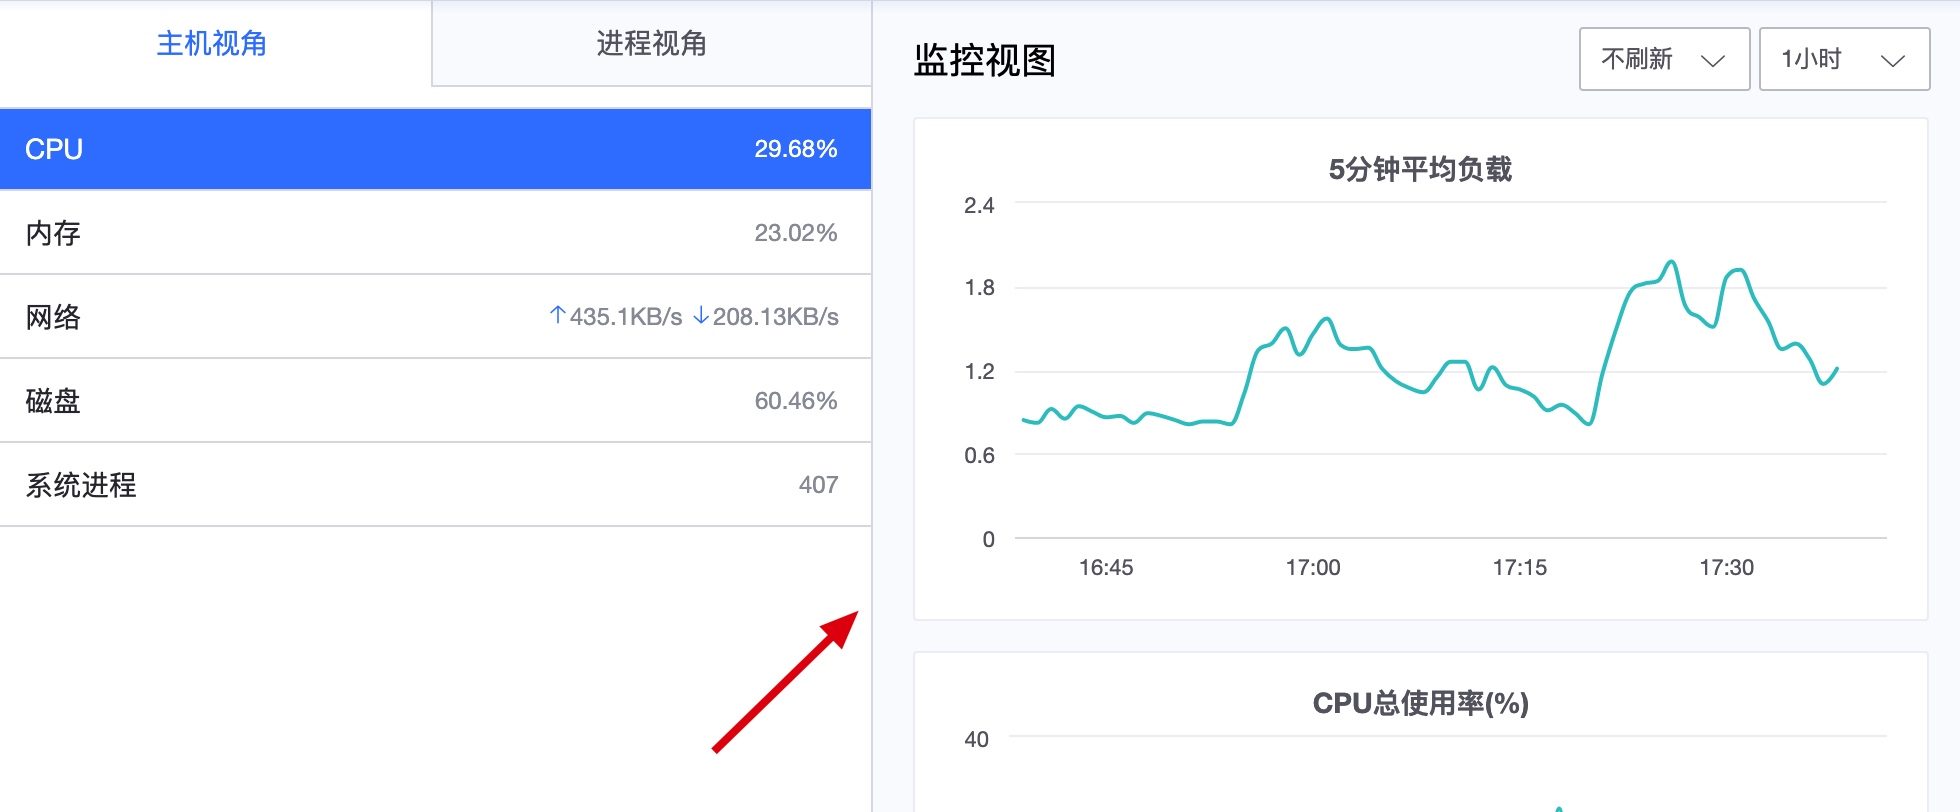 主机视角
进程视角
CPU 29.68%
内存 23.02%
网络 ↑435.1KB/s ↓208.13KB/s
磁盘 60.46%
系统进程 407
监控视图
不刷新
1小时
5分钟平均负载
2.4
1.8
1.2
0.6
0
16:45 17:00 17:15 17:30
CPU总使用率(%)
40